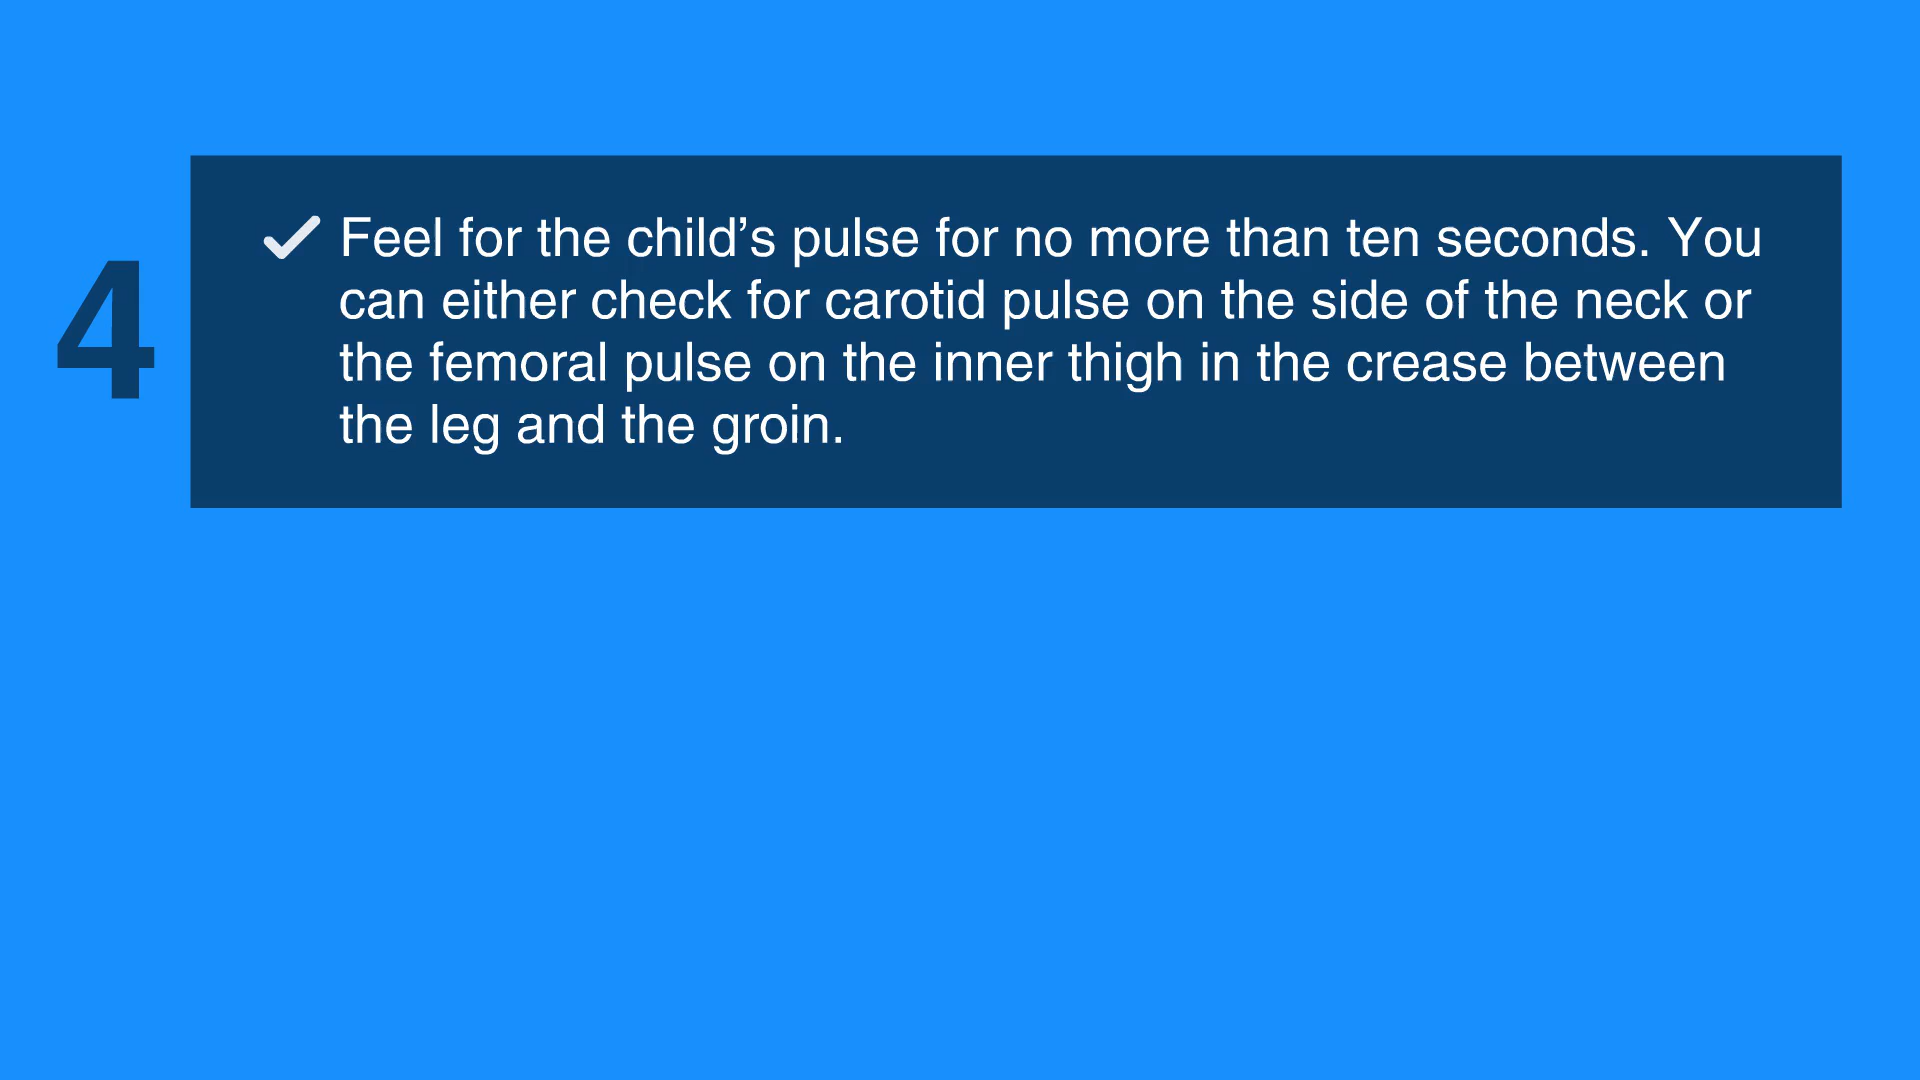 4
Feel for the child’s pulse for no more than ten seconds. You
can either check for carotid pulse on the side of the neck or
the femoral pulse on the inner thigh in the crease between
the leg and the groin.